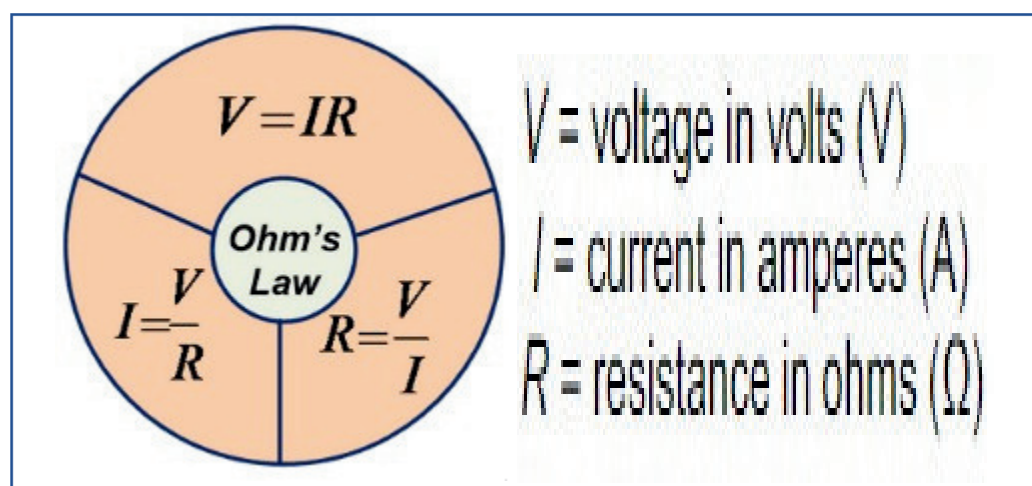 V = IR
Ohm's
Law
I = V/R
R = V/I
V = voltage in volts (V)
I = current in amperes (A)
R = resistance in ohms (Ω)